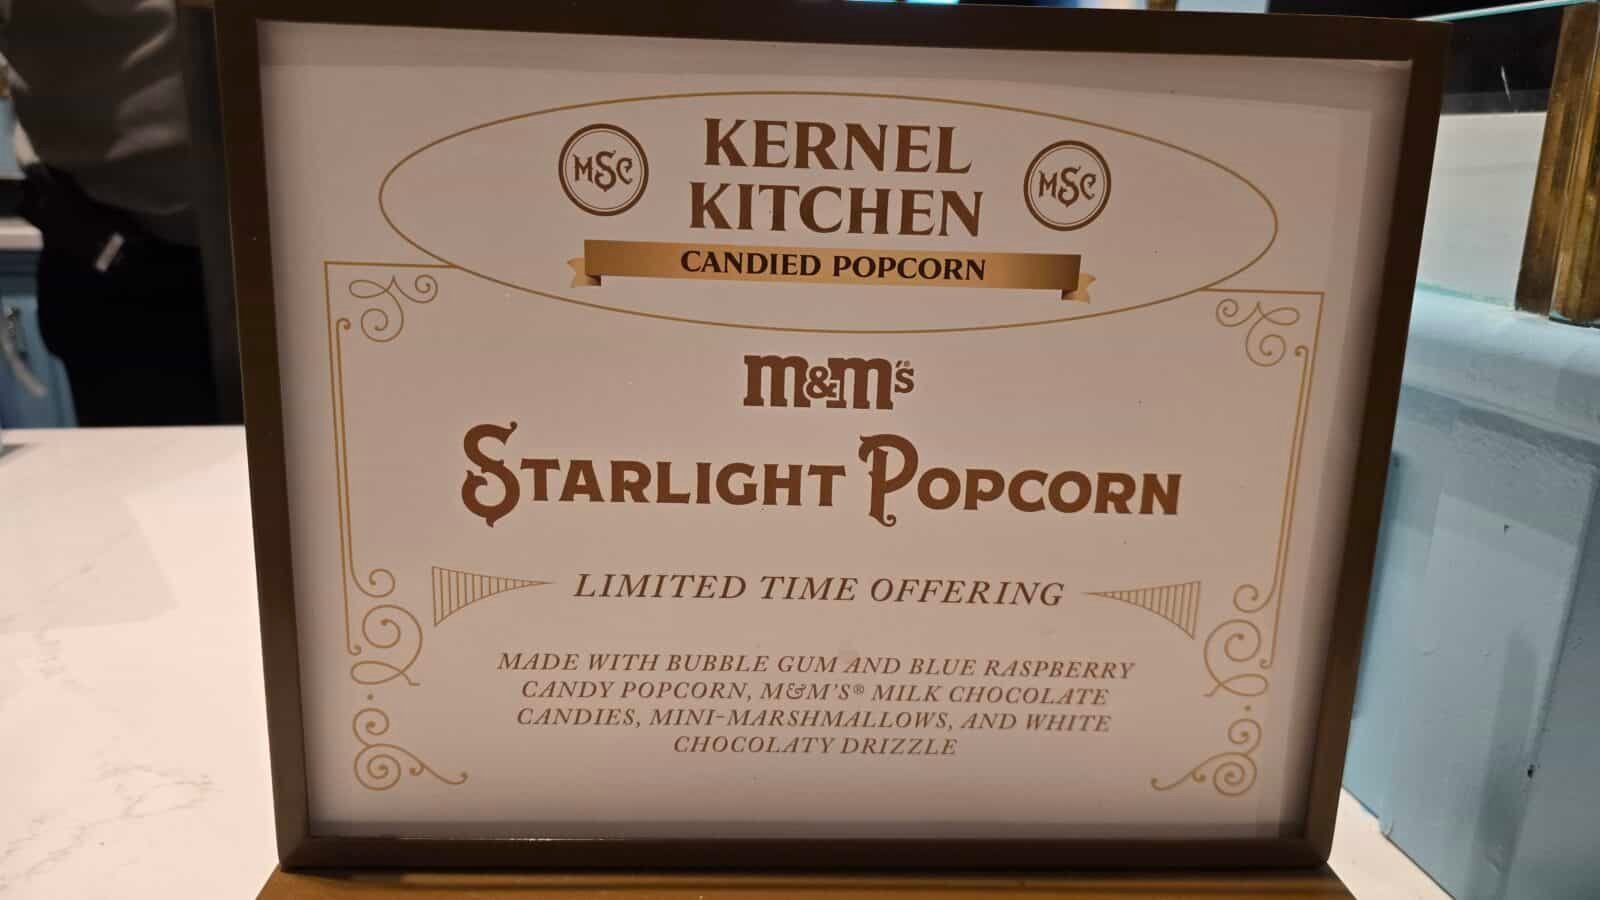 MSC
KERNEL
KITCHEN
MSC
CANDIED POPCORN
M&M'S®
STARLIGHT POPCORN
LIMITED TIME OFFERING
MADE WITH BUBBLE GUM AND BLUE RASPBERRY
CANDY POPCORN, M&M'S® MILK CHOCOLATE
CANDIES, MINI-MARSHMALLOWS, AND WHITE
CHOCOLATY DRIZZLE